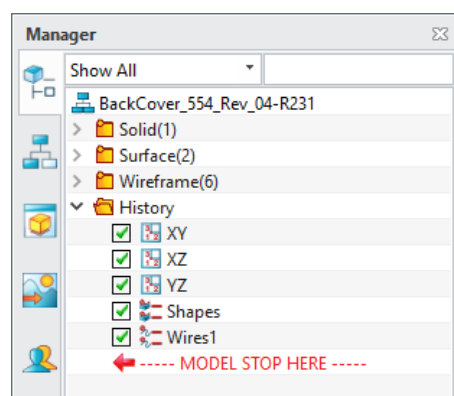 Manager
Show All
BackCover_554_Rev_04-R231
Solid(1)
Surface(2)
Wireframe(6)
History
XY
XZ
YZ
Shapes
Wires1
----- MODEL STOP HERE -----